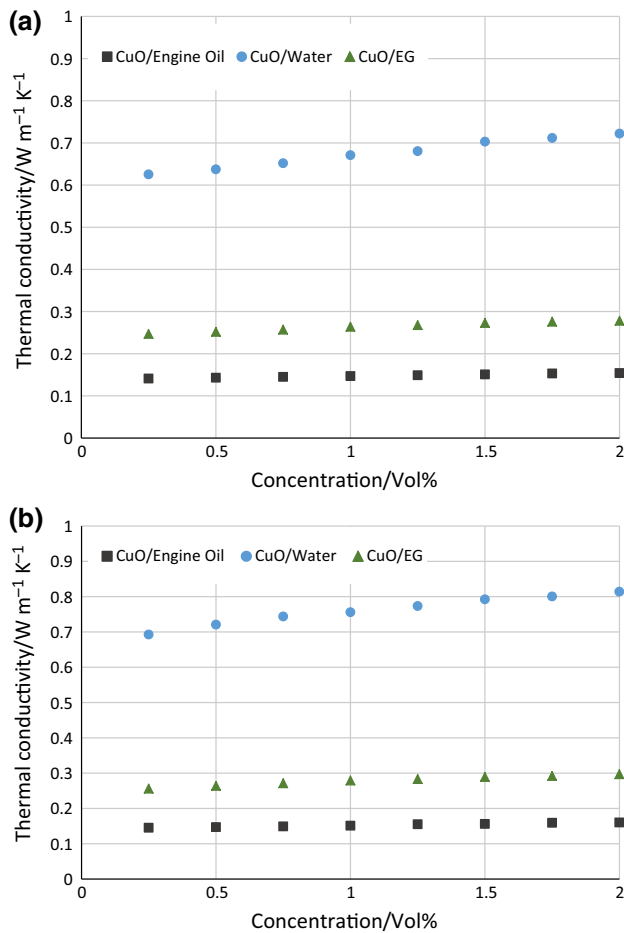 (a)
1
0.9
CuO/Engine Oil CuO/Water CuO/EG
0.8
0.7
0.6
0.5
0.4
0.3
0.2
0.1
0
Thermal conductivity/W m⁻¹ K⁻¹
0 0.5 1 1.5 2
Concentration/Vol%
(b)
1
0.9
CuO/Engine Oil CuO/Water CuO/EG
0.8
0.7
0.6
0.5
0.4
0.3
0.2
0.1
0
Thermal conductivity/W m⁻¹ K⁻¹
0 0.5 1 1.5 2
Concentration/Vol%